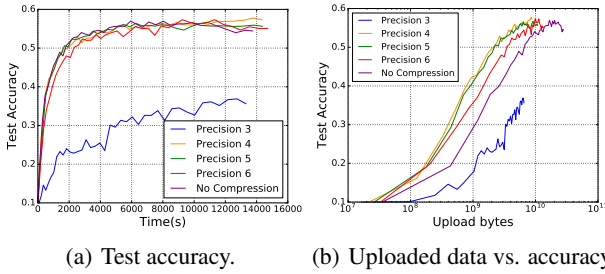 0.6
0.5
0.4
0.3
0.2
0.1
Test Accuracy
Precision 3
Precision 4
Precision 5
Precision 6
No Compression
0 2000 4000 6000 8000 10000 12000 14000 16000
Time(s)
(a) Test accuracy.
0.6
0.5
0.4
0.3
0.2
0.1
Test Accuracy
Precision 3
Precision 4
Precision 5
Precision 6
No Compression
10^7 10^8 10^9 10^10 10^11
Upload bytes
(b) Uploaded data vs. accuracy